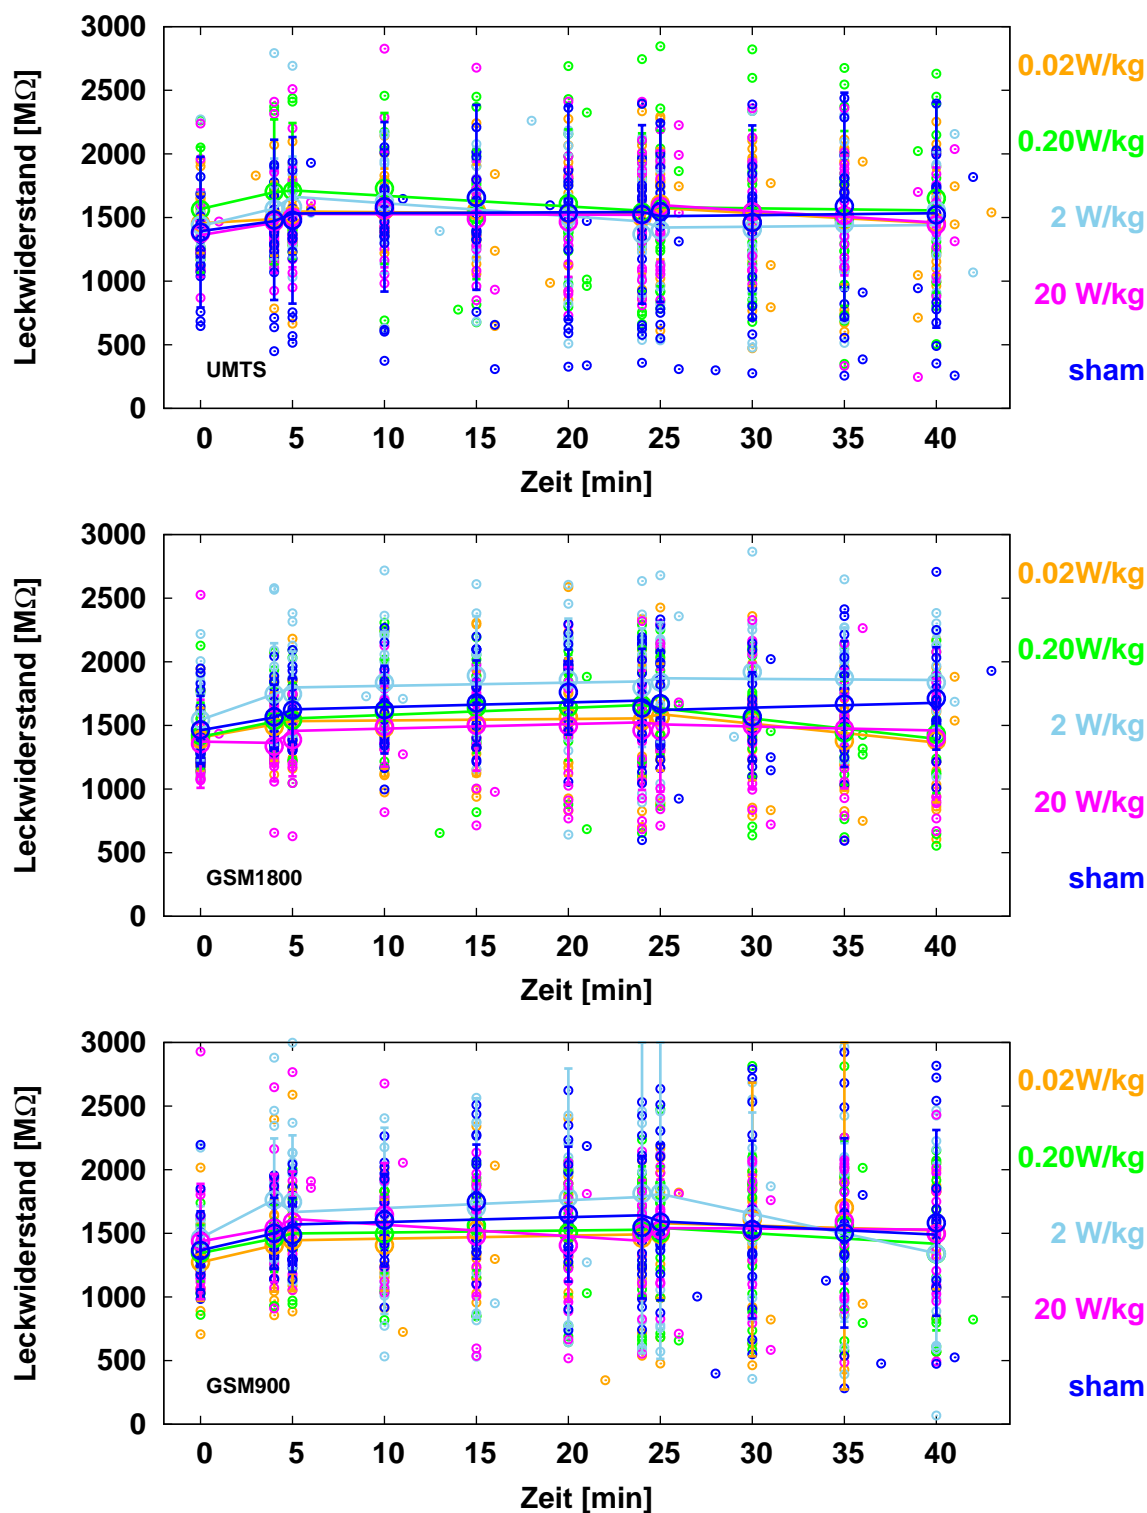 3000
2500
2000
1500
1000
500
0
Leckwiderstand [MΩ]
UMTS
0 5 10 15 20 25 30 35 40
Zeit [min]
0.02W/kg
0.20W/kg
2 W/kg
20 W/kg
sham
3000
2500
2000
1500
1000
500
0
Leckwiderstand [MΩ]
GSM1800
0 5 10 15 20 25 30 35 40
Zeit [min]
0.02W/kg
0.20W/kg
2 W/kg
20 W/kg
sham
3000
2500
2000
1500
1000
500
0
Leckwiderstand [MΩ]
GSM900
0 5 10 15 20 25 30 35 40
Zeit [min]
0.02W/kg
0.20W/kg
2 W/kg
20 W/kg
sham